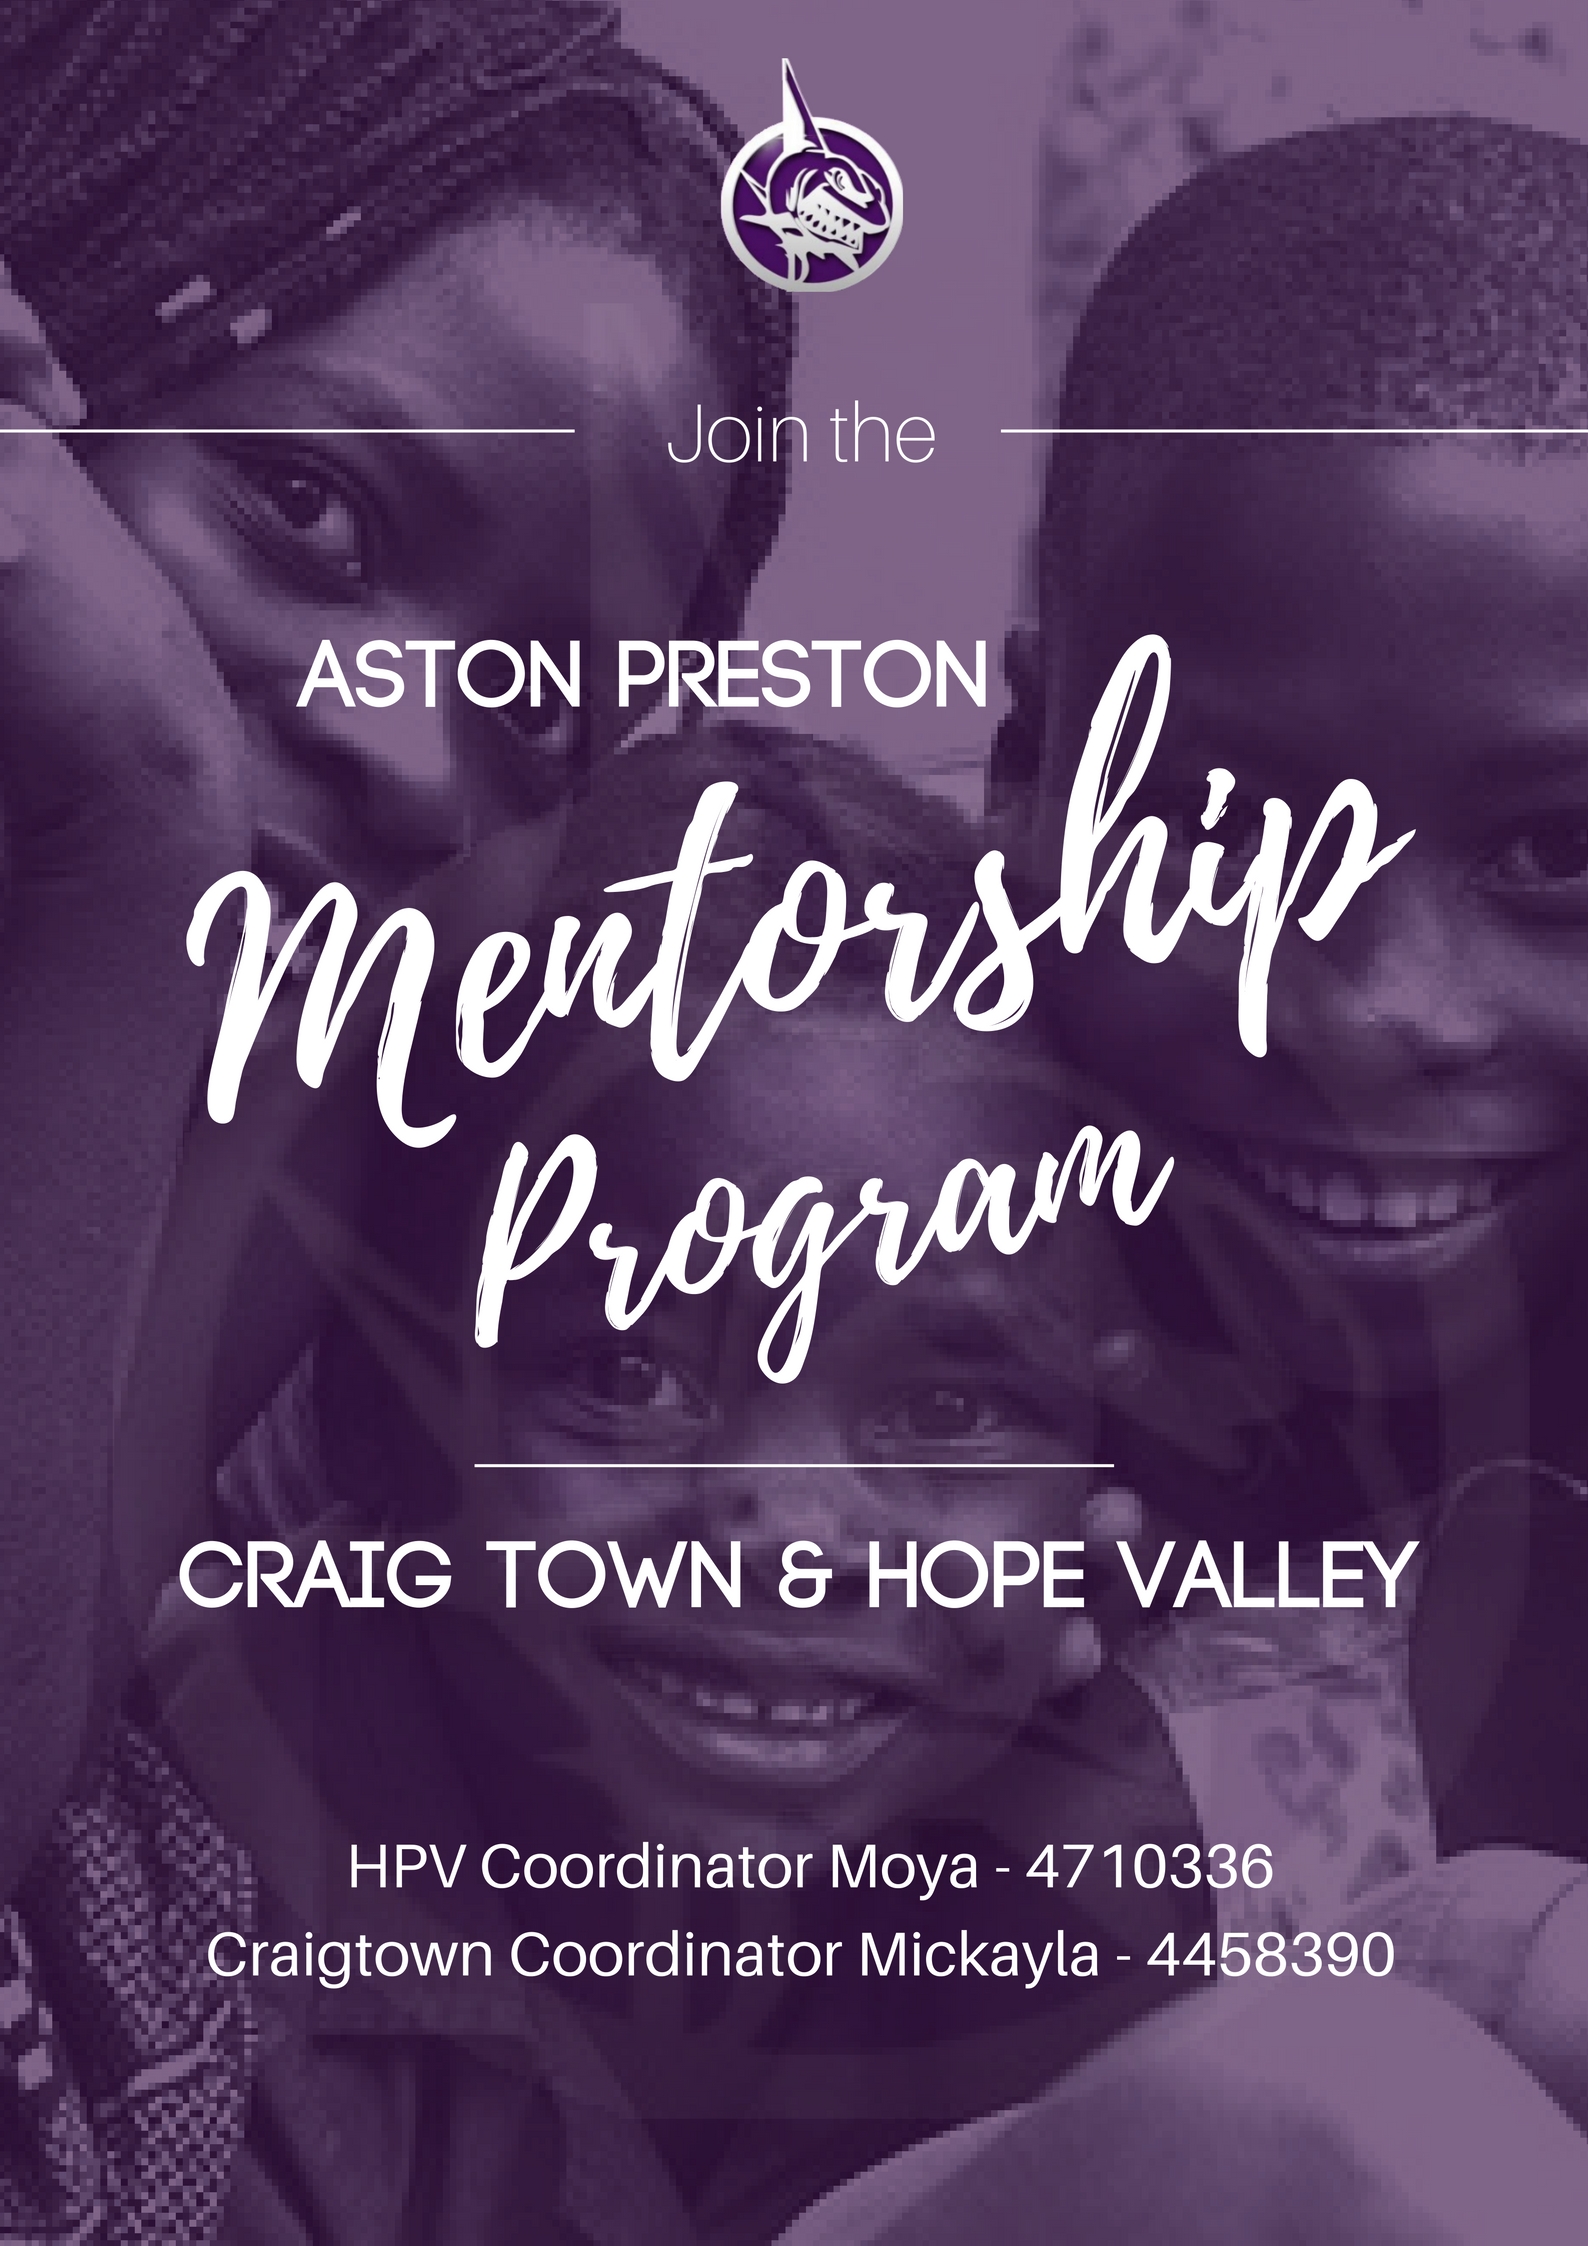 Join the
ASTON PRESTON
Mentorship
Program
CRAIG TOWN & HOPE VALLEY
HPV Coordinator Moya - 4710336
Craigtown Coordinator Mickayla - 4458390